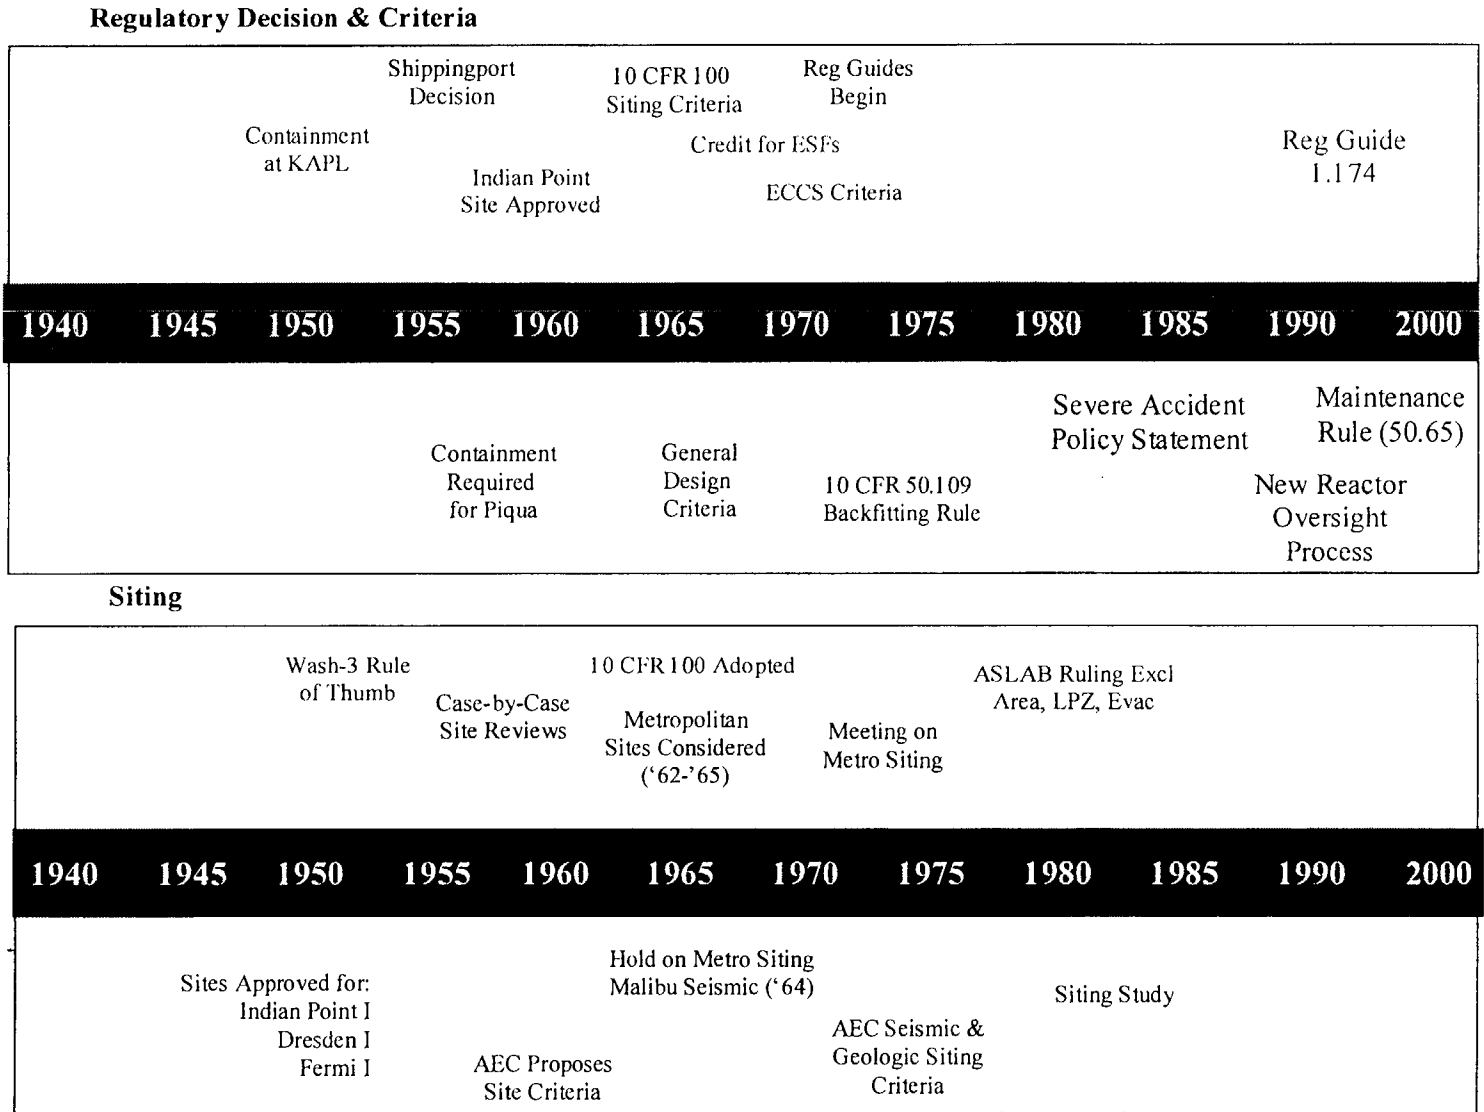 Regulatory Decision & Criteria
Shippingport
Decision
10 CFR 100
Siting Criteria
Reg Guides
Begin
Containment
at KAPL
Credit for ESFs
Reg Guide
1.174
Indian Point
Site Approved
ECCS Criteria
1940 1945 1950 1955 1960 1965 1970 1975 1980 1985 1990 2000
Severe Accident
Policy Statement
Maintenance
Rule (50.65)
Containment
Required
for Piqua
General
Design
Criteria
10 CFR 50.109
Backfitting Rule
New Reactor
Oversight
Process
Siting
Wash-3 Rule
of Thumb
10 CFR 100 Adopted
ASLAB Ruling Excl
Area, LPZ, Evac
Case-by-Case
Site Reviews
Metropolitan
Sites Considered
(‘62-’65)
Meeting on
Metro Siting
1940 1945 1950 1955 1960 1965 1970 1975 1980 1985 1990 2000
Sites Approved for:
Indian Point I
Dresden I
Fermi I
Hold on Metro Siting
Malibu Seismic (‘64)
Siting Study
AEC Proposes
Site Criteria
AEC Seismic &
Geologic Siting
Criteria